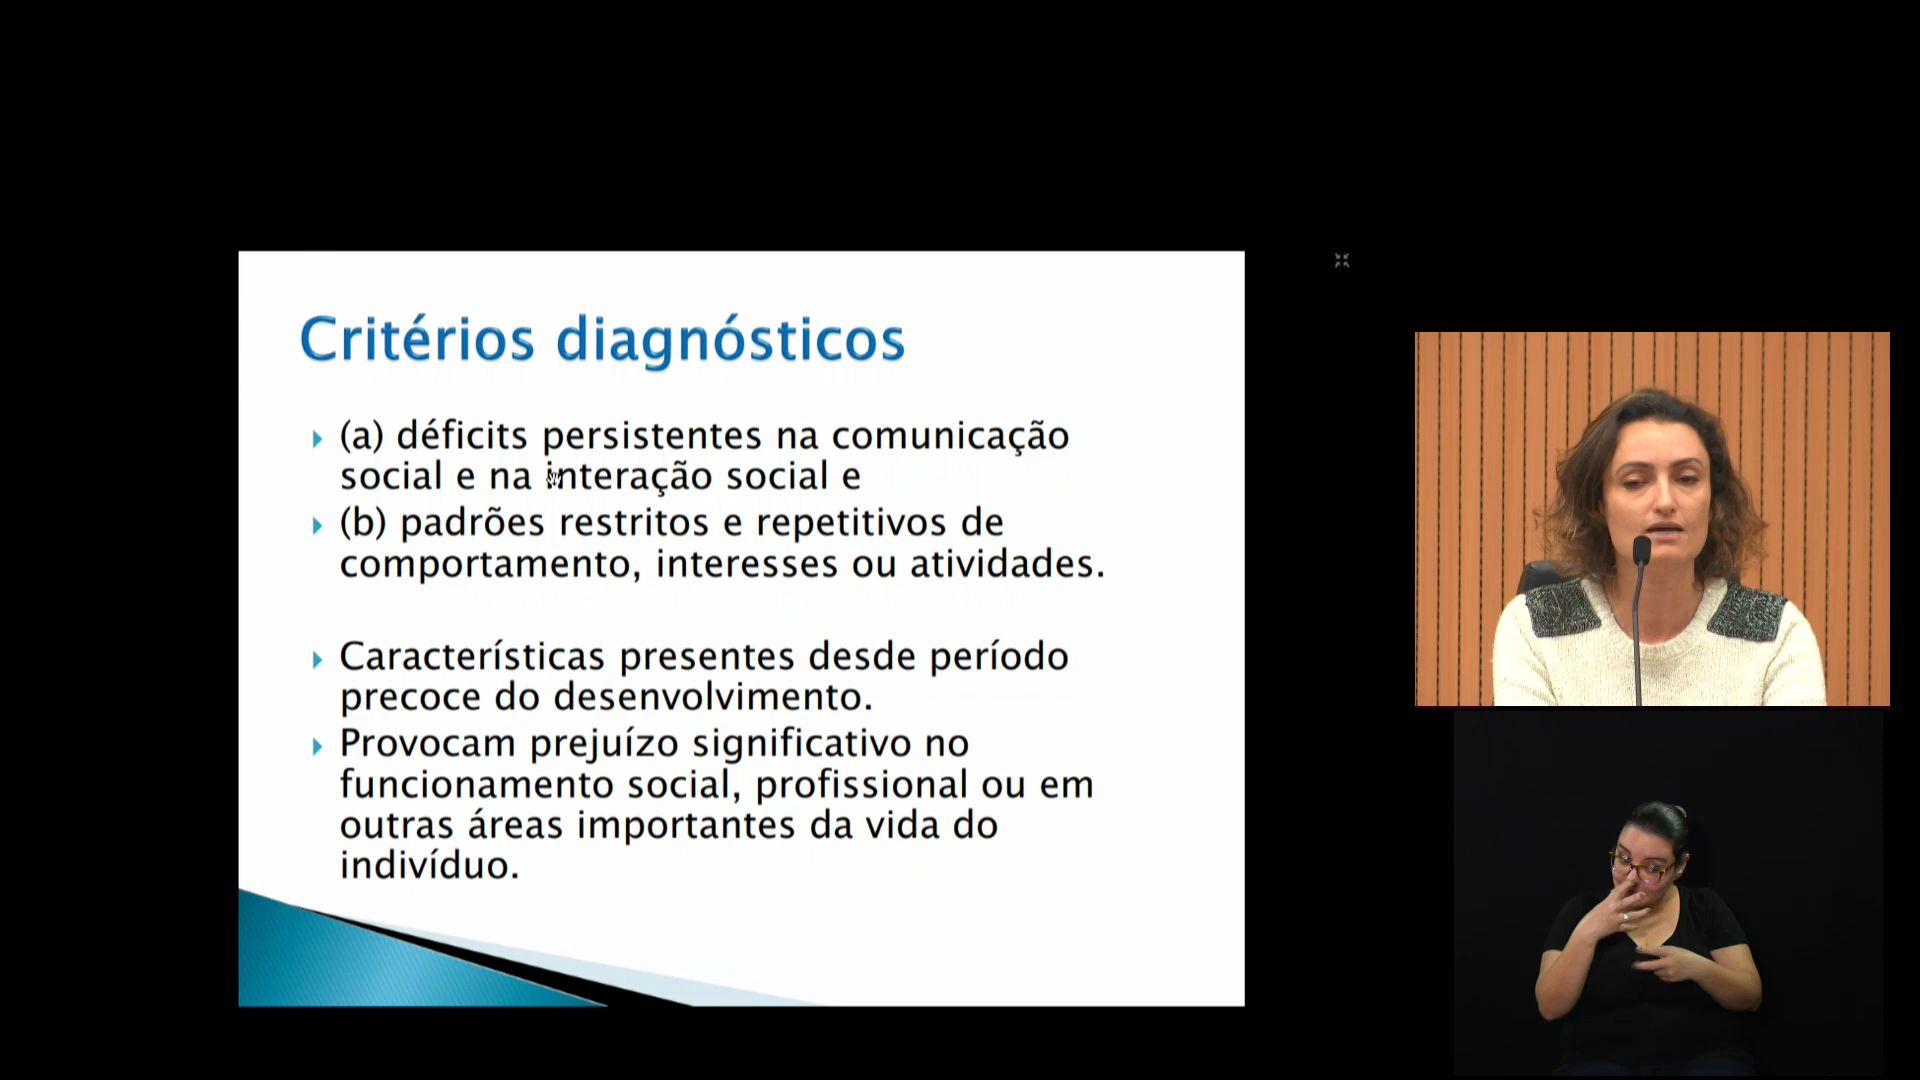 Critérios diagnósticos
(a) déficits persistentes na comunicação
social e na interação social e
(b) padrões restritos e repetitivos de
comportamento, interesses ou atividades.
Características presentes desde período
precoce do desenvolvimento.
Provocam prejuízo significativo no
funcionamento social, profissional ou em
outras áreas importantes da vida do
indivíduo.